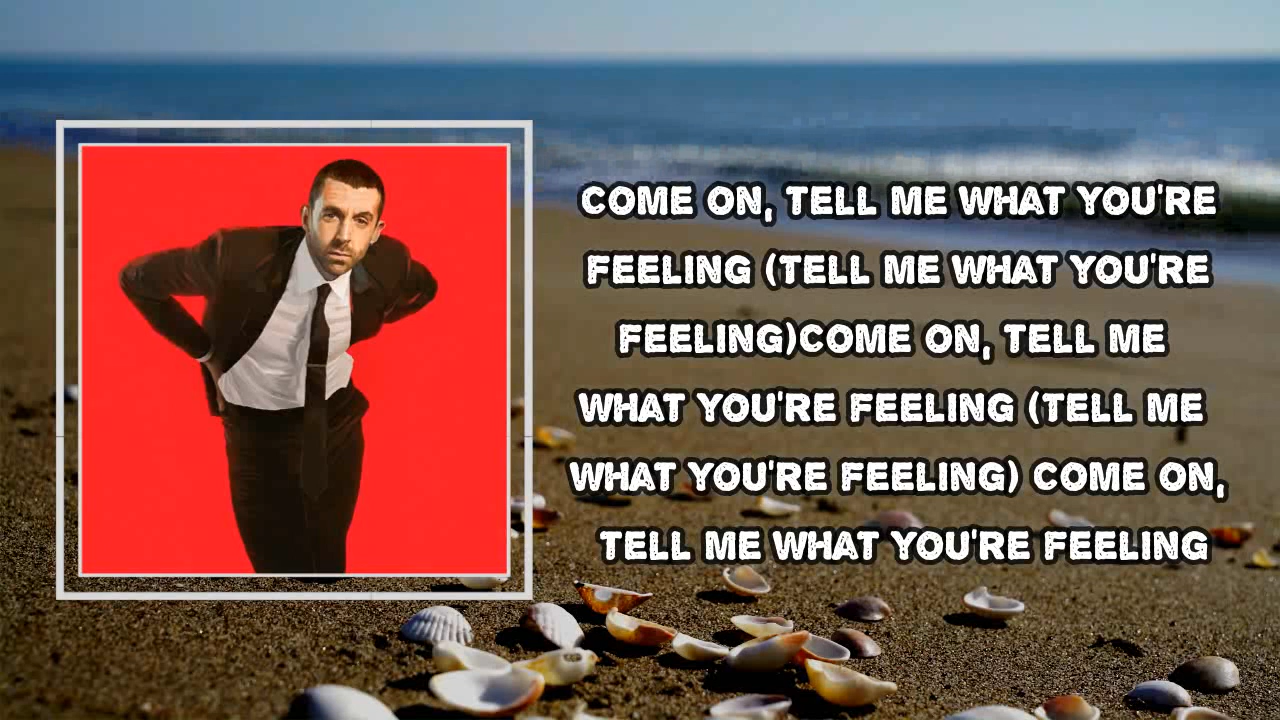 COME ON, TELL ME WHAT YOU'RE
FEELING (TELL ME WHAT YOU'RE
FEELING)COME ON, TELL ME
WHAT YOU'RE FEELING (TELL ME
WHAT YOU'RE FEELING) COME ON,
TELL ME WHAT YOU'RE FEELING